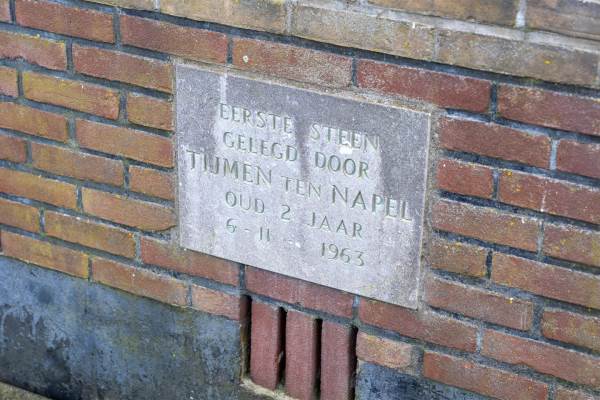 EERSTE STEEN
GELEGD DOOR
TIJMEN TEN NAPEL
OUD 2 JAAR
6-11-1963